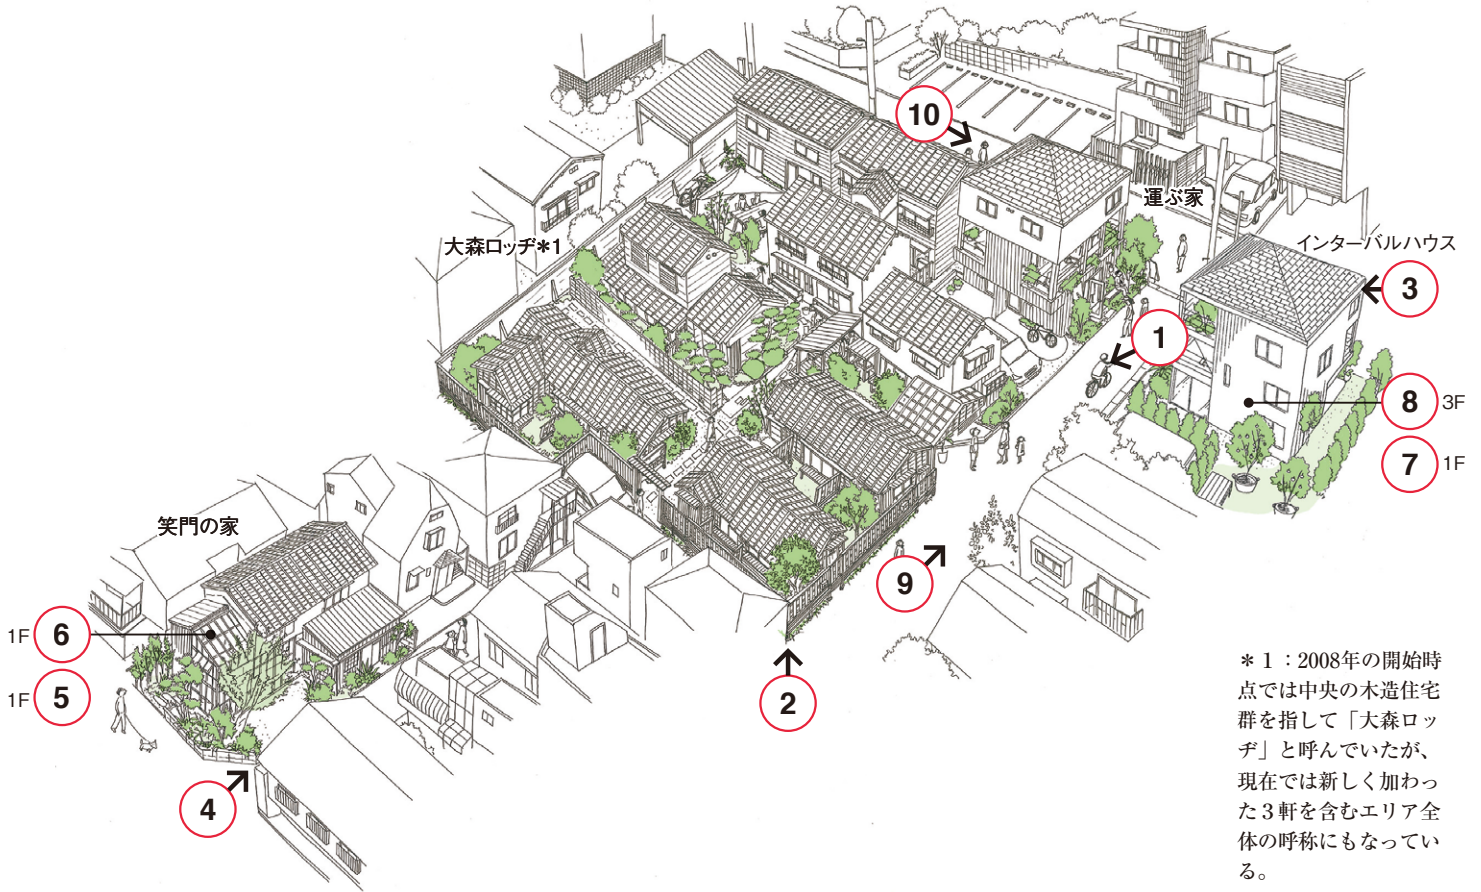 10
運ぶ家
大森ロッヂ*1
インターバルハウス
3
1
8 3F
7 1F
笑門の家
9
1F 6
1F 5
2
4
*1：2008年の開始時
点では中央の木造住宅
群を指して「大森ロッ
ヂ」と呼んでいたが、
現在では新しく加わっ
た3軒を含むエリア全
体の呼称にもなってい
る。